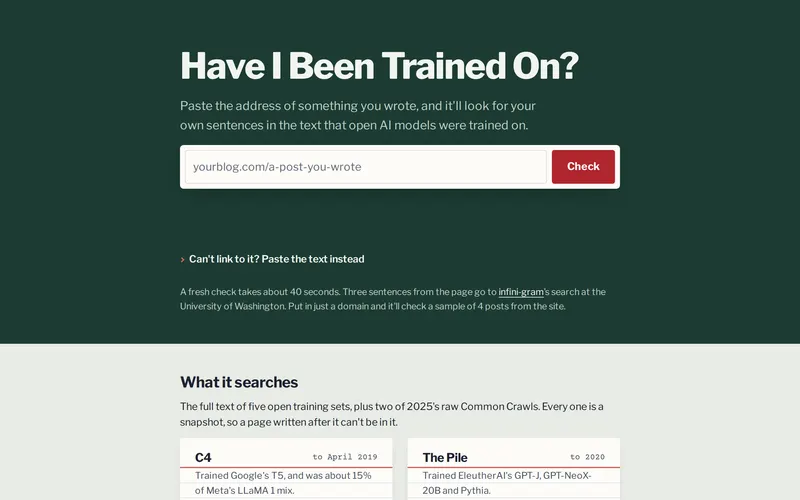 Have I Been Trained On?
Paste the address of something you wrote, and it'll look for your
own sentences in the text that open AI models were trained on.
yourblog.com/a-post-you-wrote
Check
› Can't link to it? Paste the text instead
A fresh check takes about 40 seconds. Three sentences from the page go to infini-gram's search at the
University of Washington. Put in just a domain and it'll check a sample of 4 posts from the site.
What it searches
The full text of five open training sets, plus two of 2025's raw Common Crawls. Every one is a
snapshot, so a page written after it can't be in it.
C4
to April 2019
Trained Google's T5, and was about 15%
of Meta's LLaMA 1 mix.
The Pile
to 2020
Trained EleutherAI's GPT-J, GPT-NeoX-
20B and Pythia.